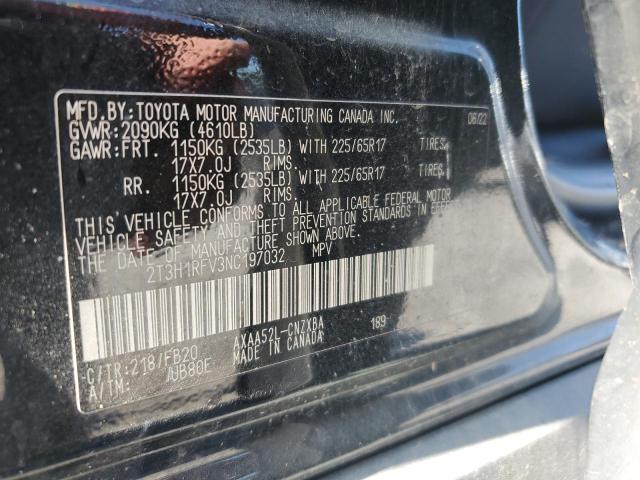 MFD.BY:TOYOTA MOTOR MANUFACTURING CANADA INC. 06/22
GVWR:2090KG (4610LB)
GAWR:FRT. 1150KG (2535LB) WITH 225/65R17 TIRES,
17X7.0J RIMS,
RR. 1150KG (2535LB) WITH 225/65R17 TIRES,
17X7.0J RIMS,
THIS VEHICLE CONFORMS TO ALL APPLICABLE FEDERAL MOTOR
VEHICLE SAFETY AND THEFT PREVENTION STANDARDS IN EFFECT
ON THE DATE OF MANUFACTURE SHOWN ABOVE.
2T3H1RFV3NC197032 MPV
C/TR:218/FB20 AXAA52L-CNZXBA 189
A/TM: /UB80E MADE IN CANADA